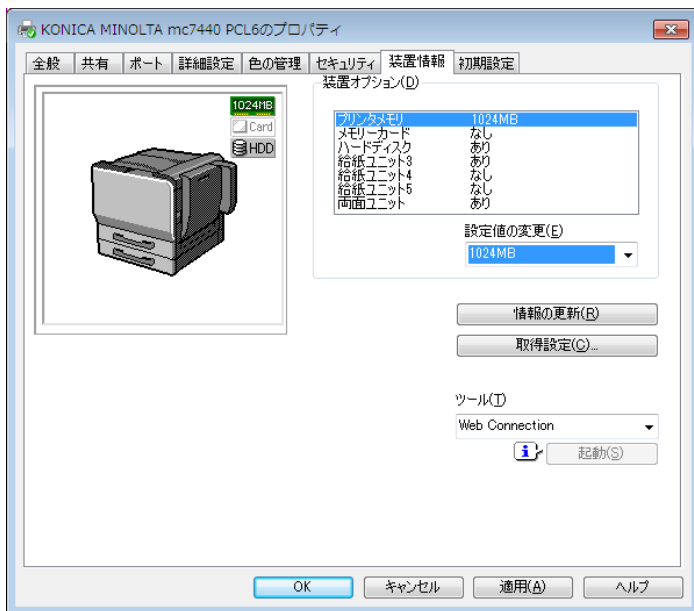 KONICA MINOLTA mc7440 PCL6のプロパティ
全般 共有 ポート 詳細設定 色の管理 セキュリティ 装置情報 初期設定
1024MB
Card
HDD
装置オプション(D)
プリンタメモリ 1024MB
メモリーカード なし
ハードディスク あり
給紙ユニット3 あり
給紙ユニット4 なし
給紙ユニット5 なし
両面ユニット あり
設定値の変更(E)
1024MB
情報の更新(R)
取得設定(C)...
ツール(T)
Web Connection
起動(S)
OK キャンセル 適用(A) ヘルプ